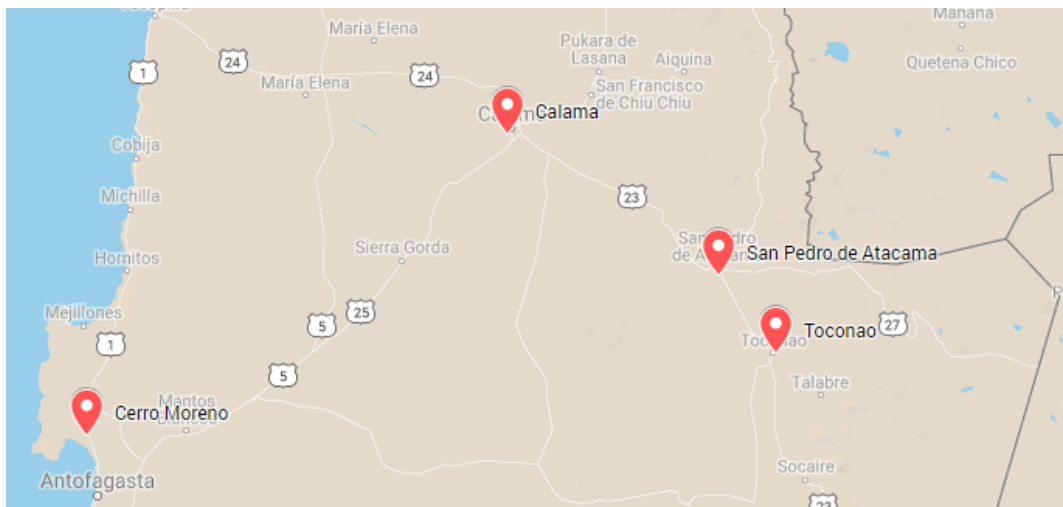 María Elena
Manana
Quetena Chico
Pukara de
Lasana
Aiquina
24
1
24
María Elena
San Francisco
de Chiu Chiu
Calama
Cobija
Michilla
23
Sierra Gorda
Hornitos
San Pedro de Atacama
Mejillones
25
5
1
27
Toconao
5
Talabre
Mantos
Cerro Moreno
Socaire
Antofagasta
23